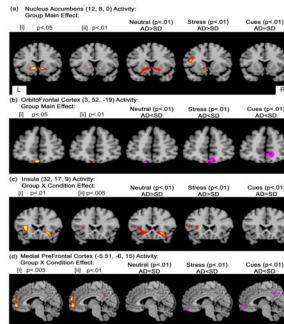 (a) Nucleus Accumbens (12, 8, 0) Activity:
Group Main Effect:
[i] p<.05
[ii] p<.01
Neutral (p<.01)
AD>SD
Stress (p<.01)
AD>SD
Cues (p<.01)
AD=SD
L
R
(b) OrbitoFrontal Cortex (3, 52, -19) Activity:
Group Main Effect:
[i] p<.05
[ii] p<.01
Neutral (p<.01)
AD=SD
Stress (p<.01)
AD>SD
Cues (p<.01)
AD=SD
(c) Insula (32, 17, 9) Activity:
Group X Condition Effect:
[i] p<.01
[ii] p<.005
Neutral (p<.01)
AD>SD
Stress (p<.01)
AD=SD
Cues (p<.01)
AD=SD
(d) Medial PreFrontal Cortex (-5.51, -6, 15) Activity:
Group X Condition Effect:
[i] p<.005
[ii] p<.01
Neutral (p<.01)
AD=SD
Stress (p<.01)
AD>SD
Cues (p<.01)
AD>SD